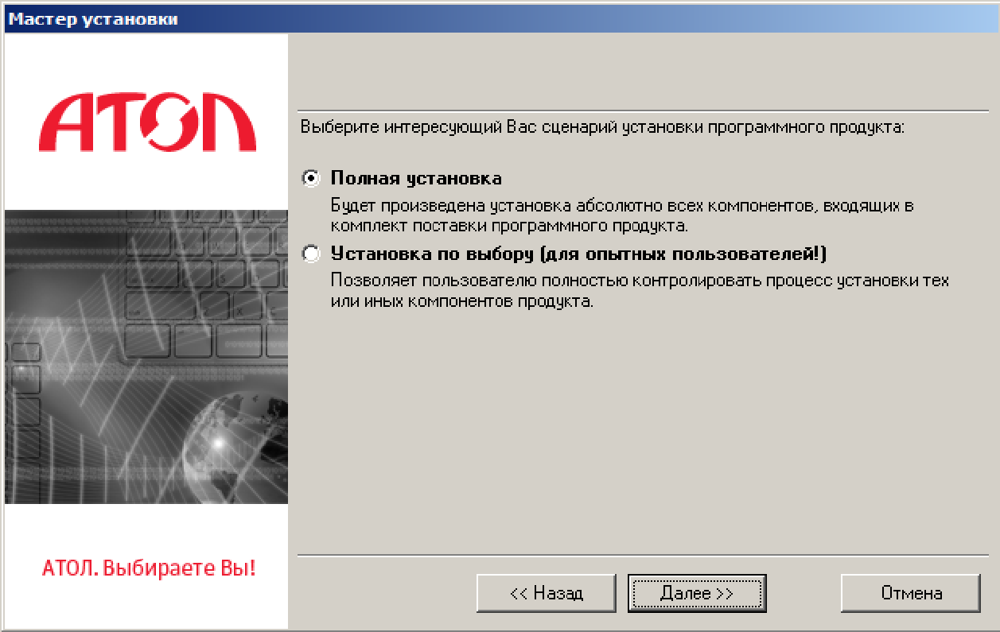 Мастер установки
АТОЛ
Выберите интересующий Вас сценарий установки программного продукта:
Полная установка
Будет произведена установка абсолютно всех компонентов, входящих в
комплект поставки программного продукта.
Установка по выбору (для опытных пользователей!)
Позволяет пользователю полностью контролировать процесс установки тех
или иных компонентов продукта.
АТОЛ. Выбираете Вы!
<< Назад
Далее >>
Отмена